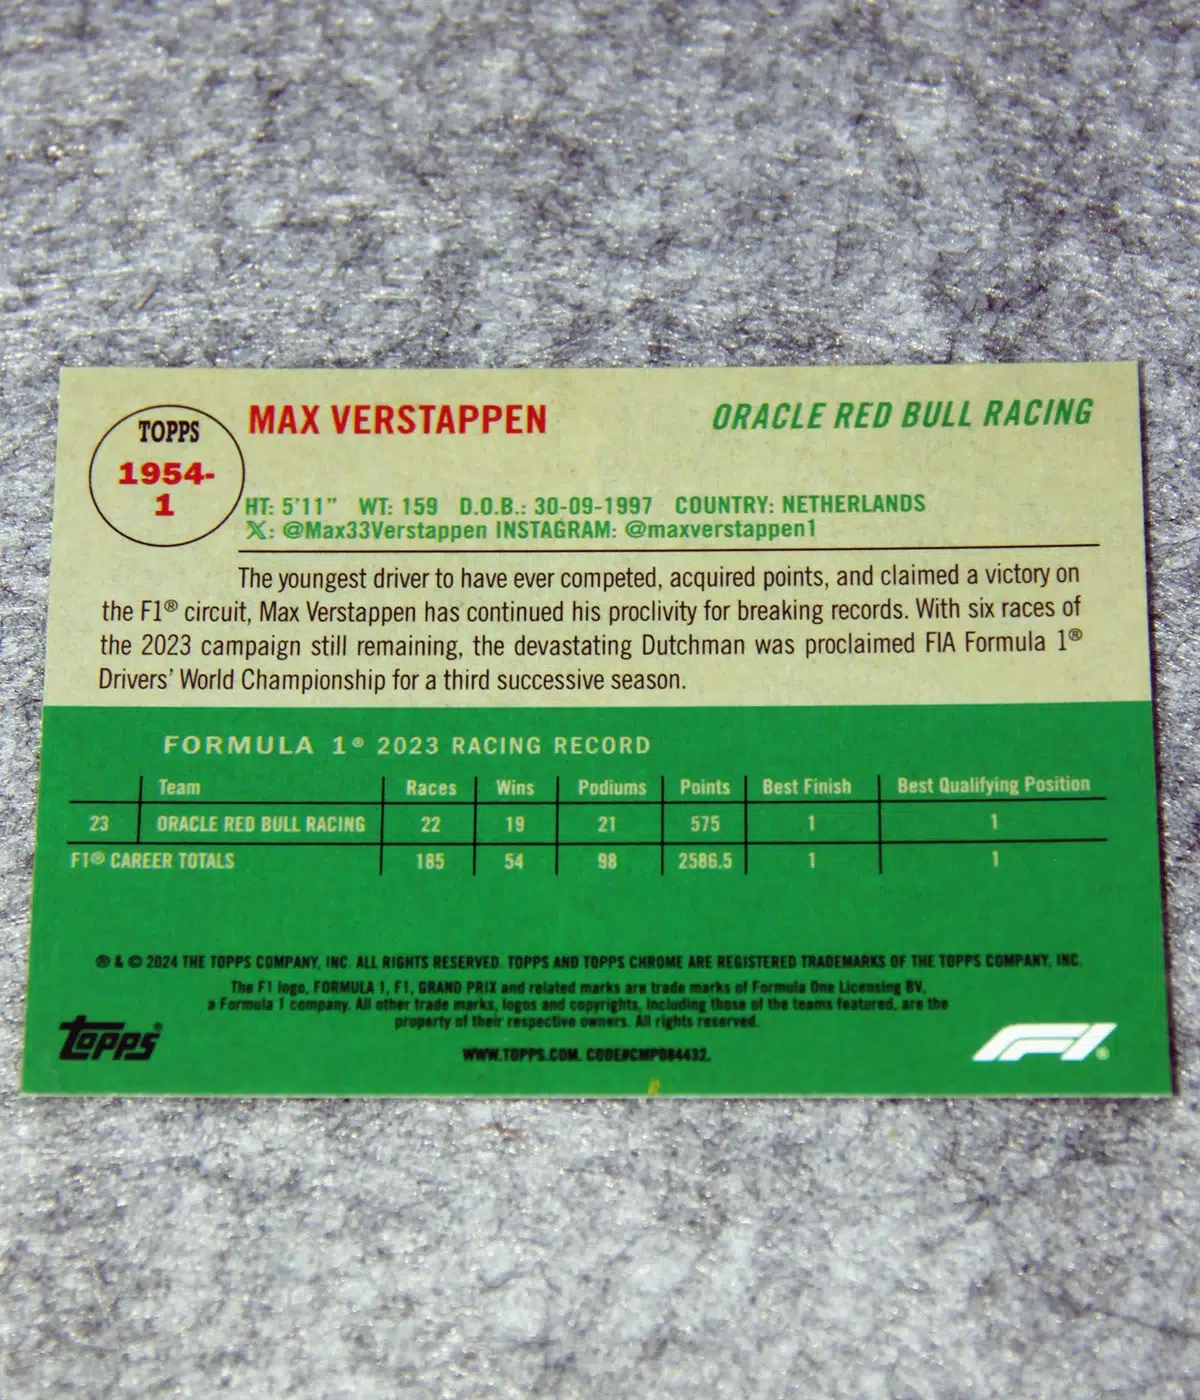 TOPPS
1954-
1
MAX VERSTAPPEN
ORACLE RED BULL RACING
HT: 5'11" WT: 159 D.O.B.: 30-09-1997 COUNTRY: NETHERLANDS
𝕏: @Max33Verstappen INSTAGRAM: @maxverstappen1
The youngest driver to have ever competed, acquired points, and claimed a victory on
the F1® circuit, Max Verstappen has continued his proclivity for breaking records. With six races of
the 2023 campaign still remaining, the devastating Dutchman was proclaimed FIA Formula 1®
Drivers' World Championship for a third successive season.
FORMULA 1® 2023 RACING RECORD
Team Races Wins Podiums Points Best Finish Best Qualifying Position
23 ORACLE RED BULL RACING 22 19 21 575 1 1
F1® CAREER TOTALS 185 54 98 2586.5 1 1
® & © 2024 THE TOPPS COMPANY, INC. ALL RIGHTS RESERVED. TOPPS AND TOPPS CHROME ARE REGISTERED TRADEMARKS OF THE TOPPS COMPANY, INC.
The F1 logo, FORMULA 1, F1, GRAND PRIX and related marks are trade marks of Formula One Licensing BV,
a Formula 1 company. All other trade marks, logos and copyrights, including those of the teams featured, are the
property of their respective owners. All rights reserved.
WWW.TOPPS.COM. CODE#CMP084432.
Topps®
F1®